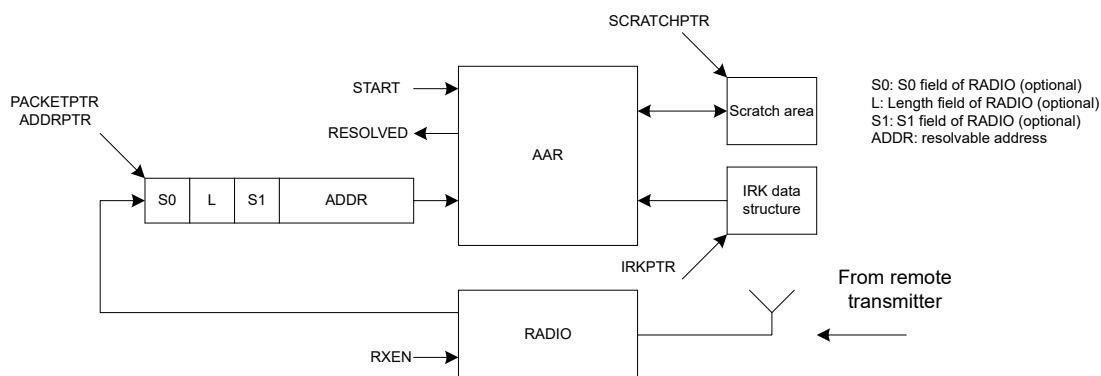 SCRATCHPTR
START
Scratch area
S0: S0 field of RADIO (optional)
L: Length field of RADIO (optional)
S1: S1 field of RADIO (optional)
ADDR: resolvable address
PACKETPTR
ADDRPTR
RESOLVED
AAR
S0
L
S1
ADDR
IRK data
structure
IRKPTR
From remote
transmitter
RADIO
RXEN